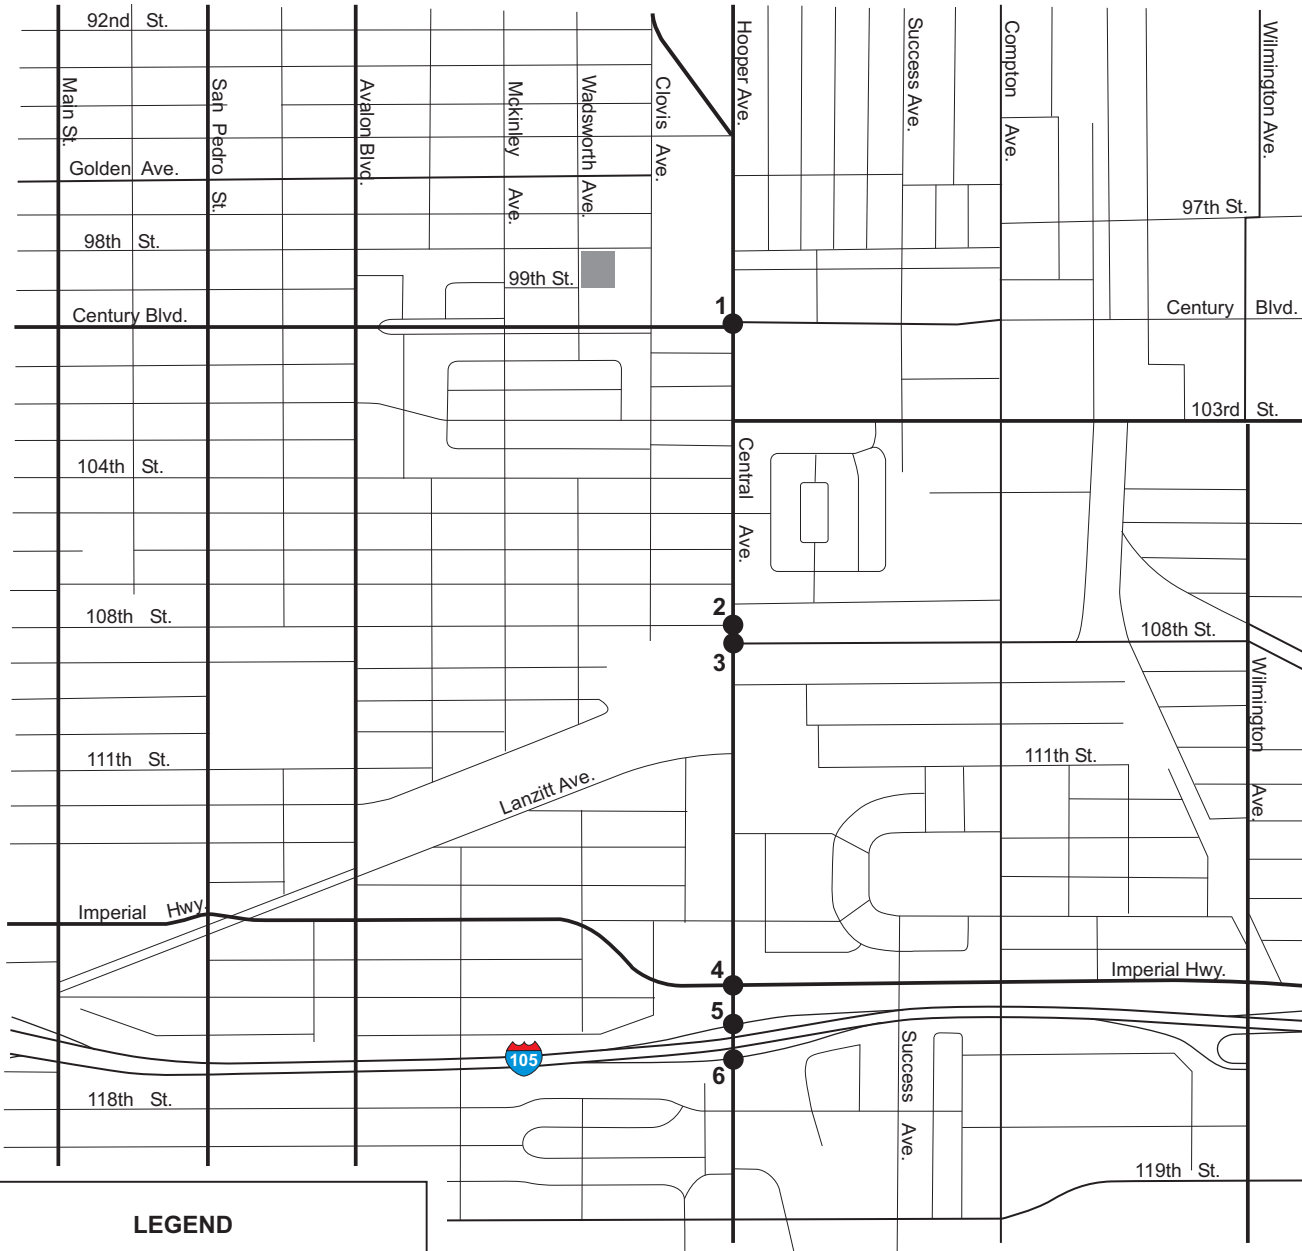 92nd St.
Main St.
San Pedro St.
Avalon Blvd.
Mckinley Ave.
Wadsworth Ave.
Clovis Ave.
Hooper Ave.
Success Ave.
Compton Ave.
Wilmington Ave.
Golden Ave.
97th St.
98th St.
99th St.
Century Blvd.
1
Century Blvd.
103rd St.
104th St.
Central Ave.
108th St.
2
3
108th St.
Wilmington Ave.
111th St.
111th St.
Lanzitt Ave.
Imperial Hwy.
4
Imperial Hwy.
5
105
6
Success Ave.
118th St.
119th St.
LEGEND